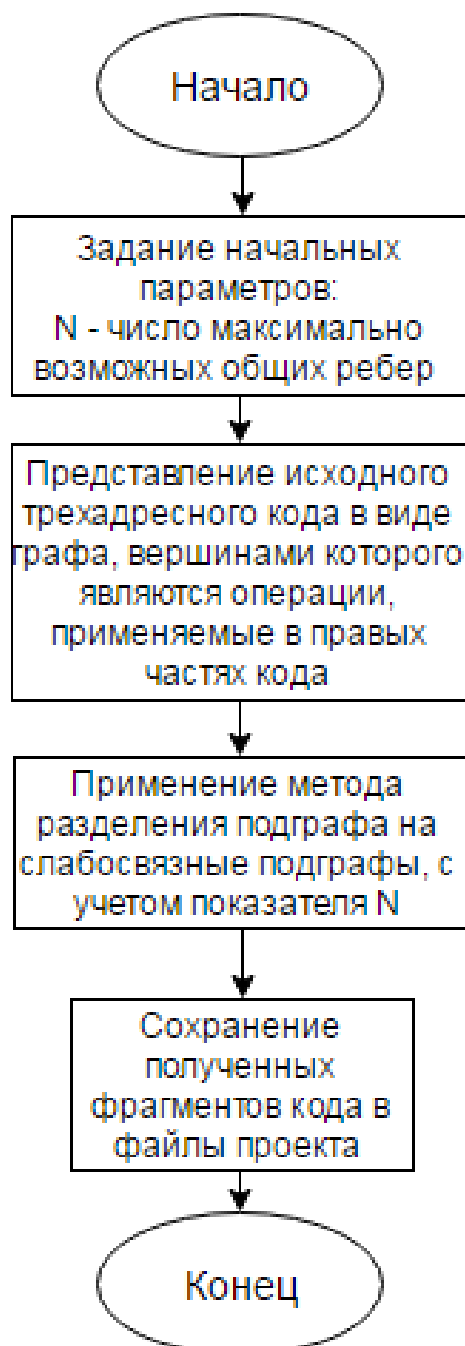 Начало
Задание начальных
параметров:
N - число максимально
возможных общих ребер
Представление исходного
трехадресного кода в виде
графа, вершинами которого
являются операции,
применяемые в правых
частях кода
Применение метода
разделения подграфа на
слабосвязные подграфы, с
учетом показателя N
Сохранение
полученных
фрагментов кода в
файлы проекта
Конец